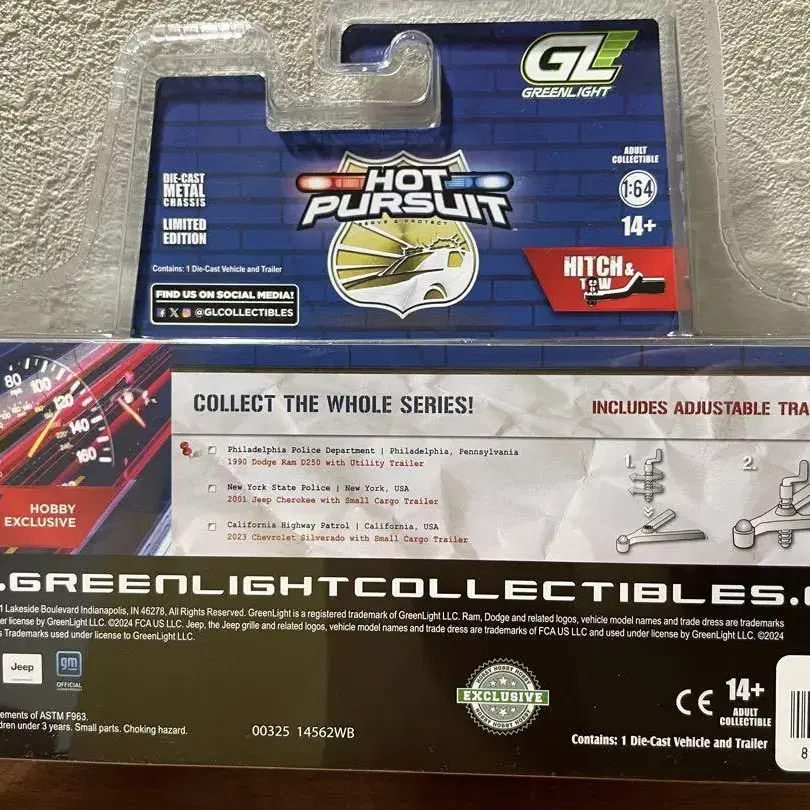 GL
GREENLIGHT
ADULT
COLLECTIBLE
1:64
14+
DIE-CAST
METAL
CHASSIS
LIMITED
EDITION
HOT
PURSUIT
SERVE & PROTECT
Contains: 1 Die-Cast Vehicle and Trailer
FIND US ON SOCIAL MEDIA!
@GLCOLLECTIBLES
HITCH &
TOW
80
100
120
140
160
COLLECT THE WHOLE SERIES!
INCLUDES ADJUSTABLE TRA
Philadelphia Police Department | Philadelphia, Pennsylvania
1990 Dodge Ram D250 with Utility Trailer
New York State Police | New York, USA
2001 Jeep Cherokee with Small Cargo Trailer
California Highway Patrol | California, USA
2023 Chevrolet Silverado with Small Cargo Trailer
1.
2.
HOBBY
EXCLUSIVE
.GREENLIGHTCOLLECTIBLES.
1 Lakeside Boulevard Indianapolis, IN 46278, All Rights Reserved. GreenLight is a registered trademark of GreenLight LLC. Ram, Dodge and related logos, vehicle model names and trade dress are trademarks
er license by GreenLight LLC. ©2024 FCA US LLC. Jeep, the Jeep grille and related logos, vehicle model names and trade dress are trademarks of FCA US LLC and used under license by GreenLight LLC. ©2024
s Trademarks used under license to GreenLight LLC.
Jeep
gm
OFFICIAL
ements of ASTM F963.
dren under 3 years. Small parts. Choking hazard.
00325 14562WB
HOBBY HOBBY HOBBY
EXCLUSIVE
HOBBY HOBBY HOBBY
CE
14+
ADULT
COLLECTIBLE
Contains: 1 Die-Cast Vehicle and Trailer
8